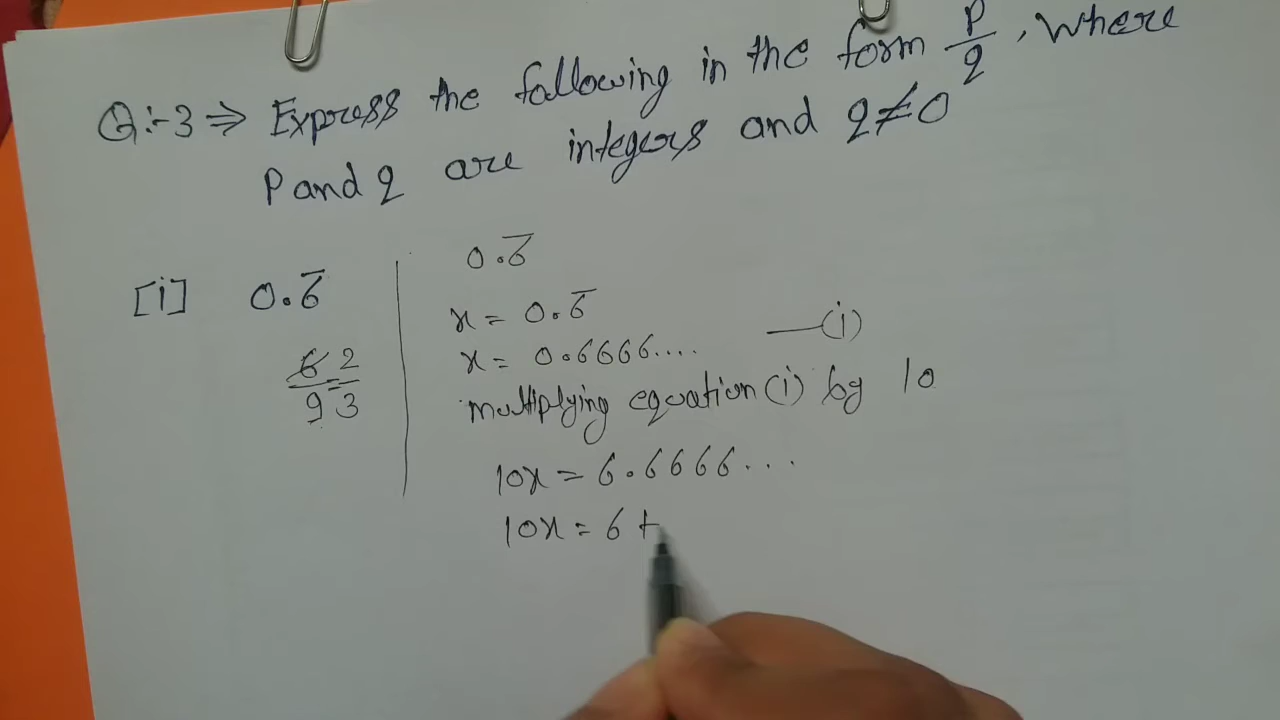 Q:-3⇒ Express the following in the form P/q, where
P and q are integers and q≠0
[i] 0.6̅
6/9 = 2/3
0.6̅
x = 0.6̅
x = 0.6666.... —(i)
multiplying equation (i) by 10
10x = 6.6666...
10x = 6 +